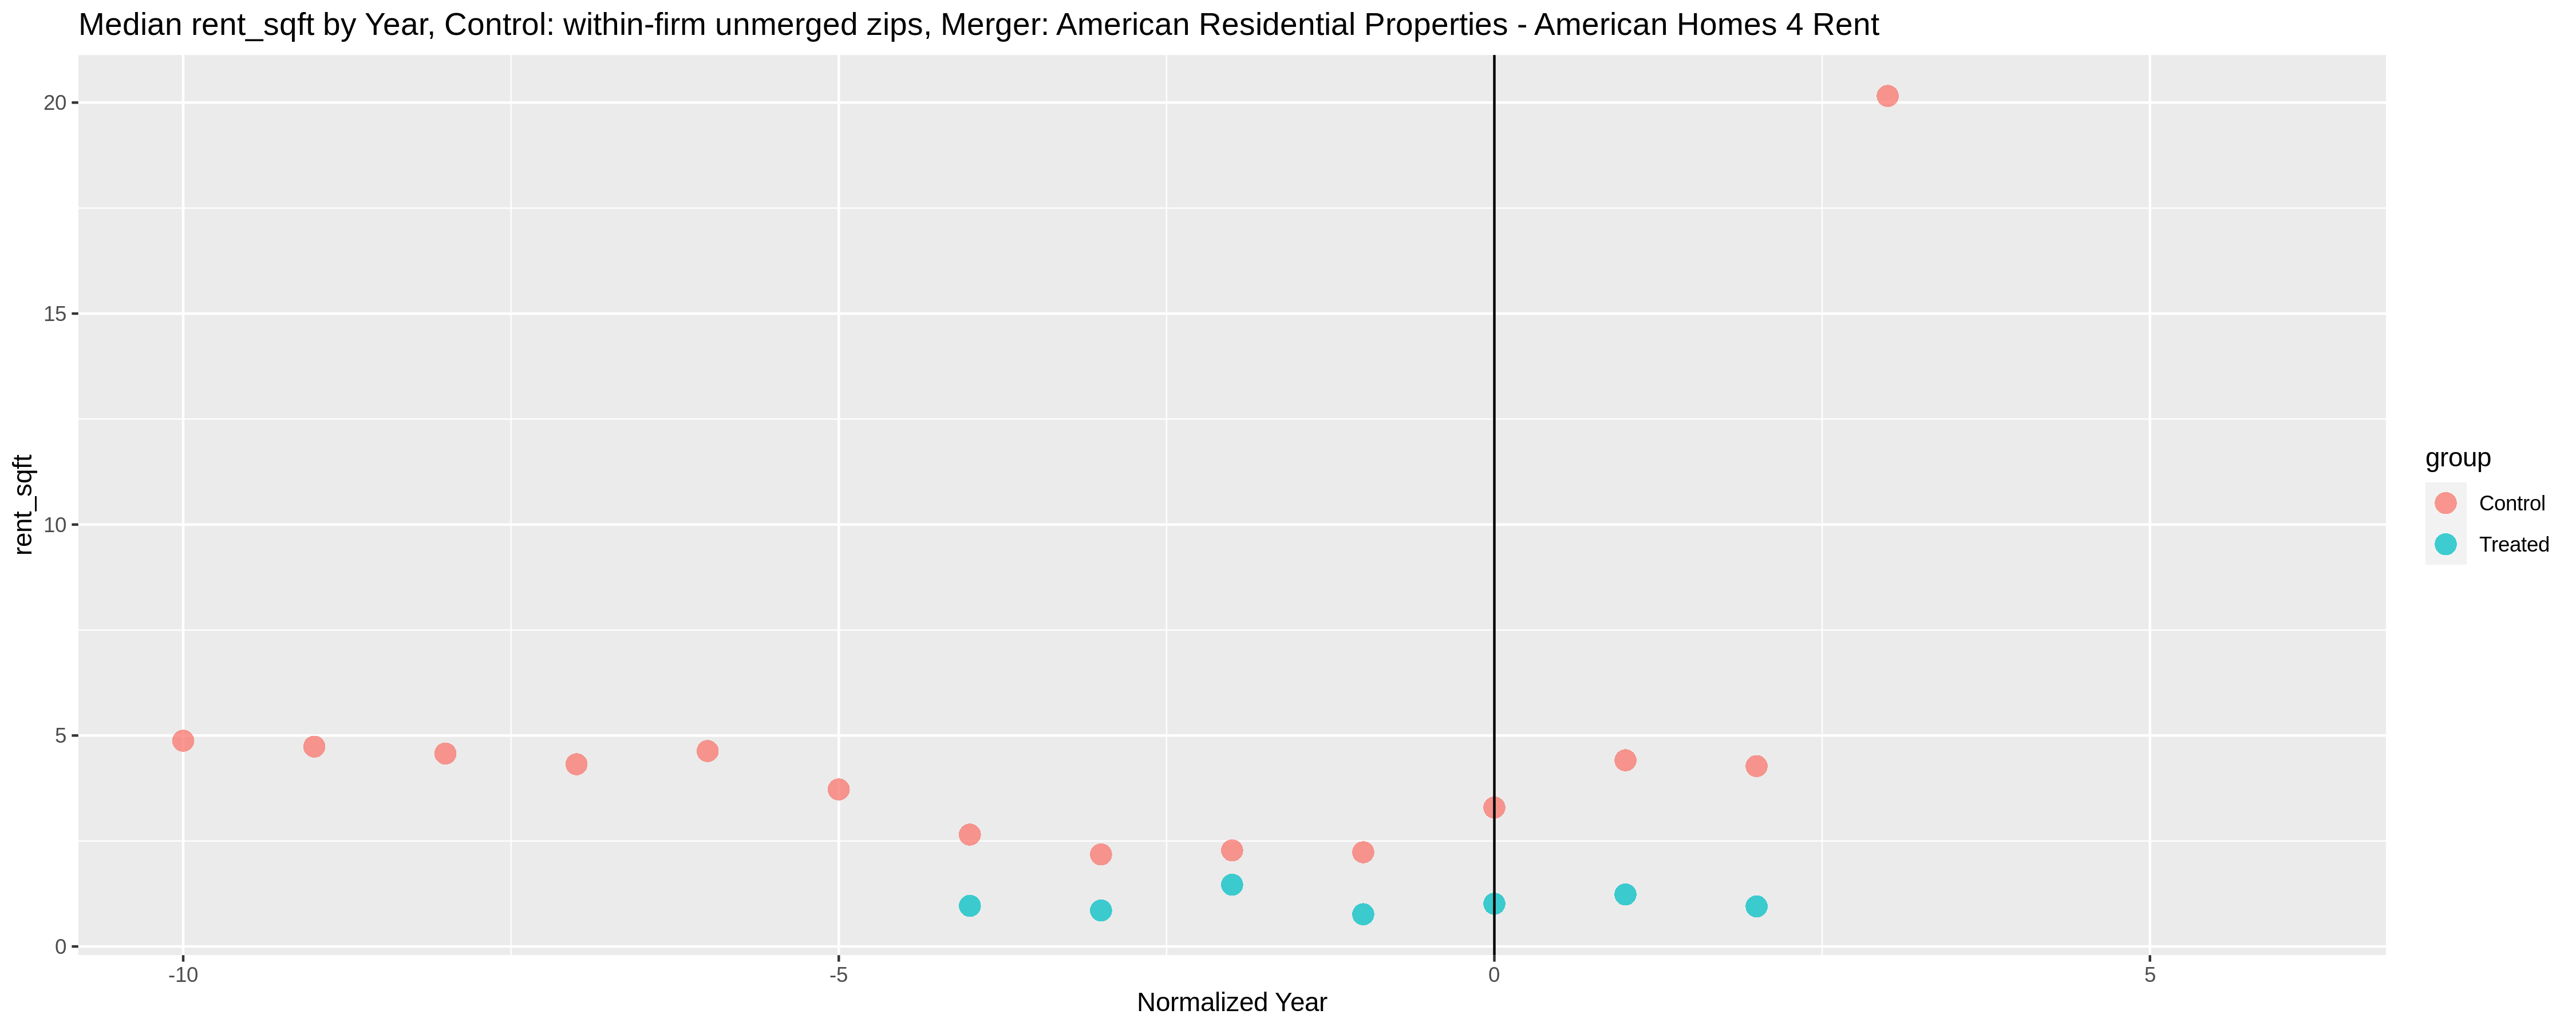 Median rent_sqft by Year, Control: within-firm unmerged zips, Merger: American Residential Properties - American Homes 4 Rent
20
15
10
5
0
rent_sqft
-10
-5
0
5
Normalized Year
group
Control
Treated